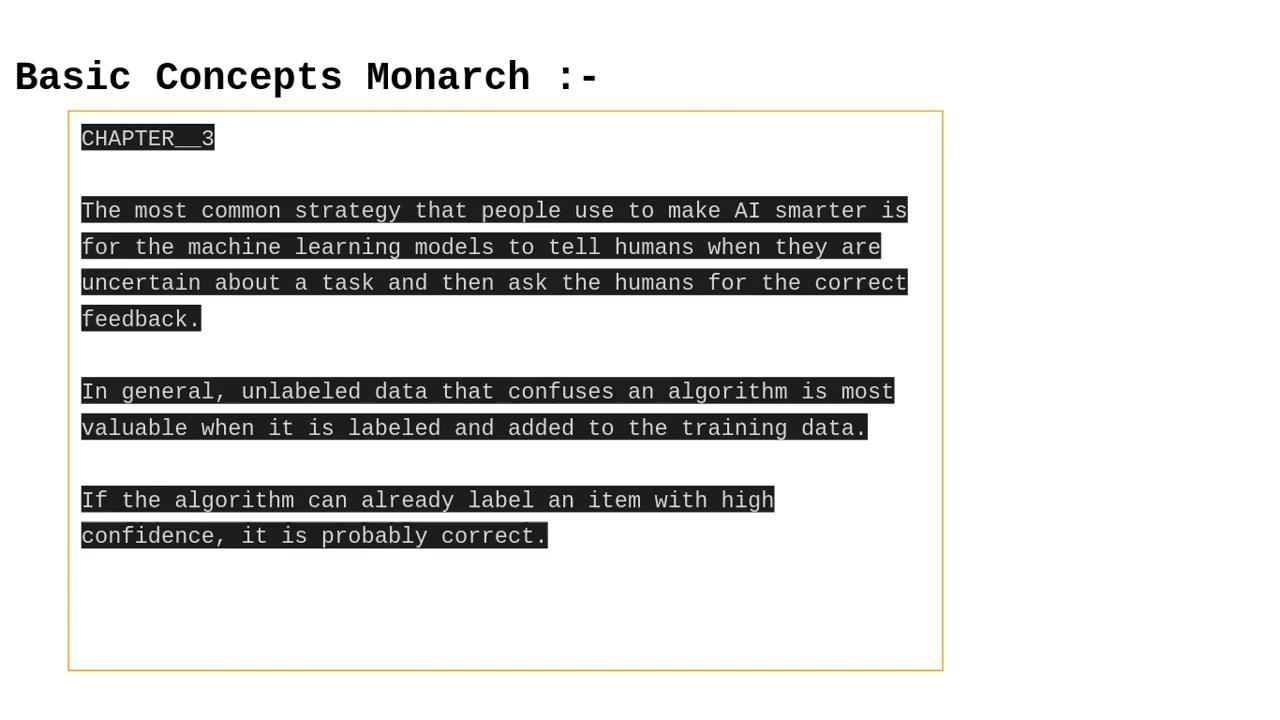 Basic Concepts Monarch :-
CHAPTER__3
The most common strategy that people use to make AI smarter is
for the machine learning models to tell humans when they are
uncertain about a task and then ask the humans for the correct
feedback.
In general, unlabeled data that confuses an algorithm is most
valuable when it is labeled and added to the training data.
If the algorithm can already label an item with high
confidence, it is probably correct.